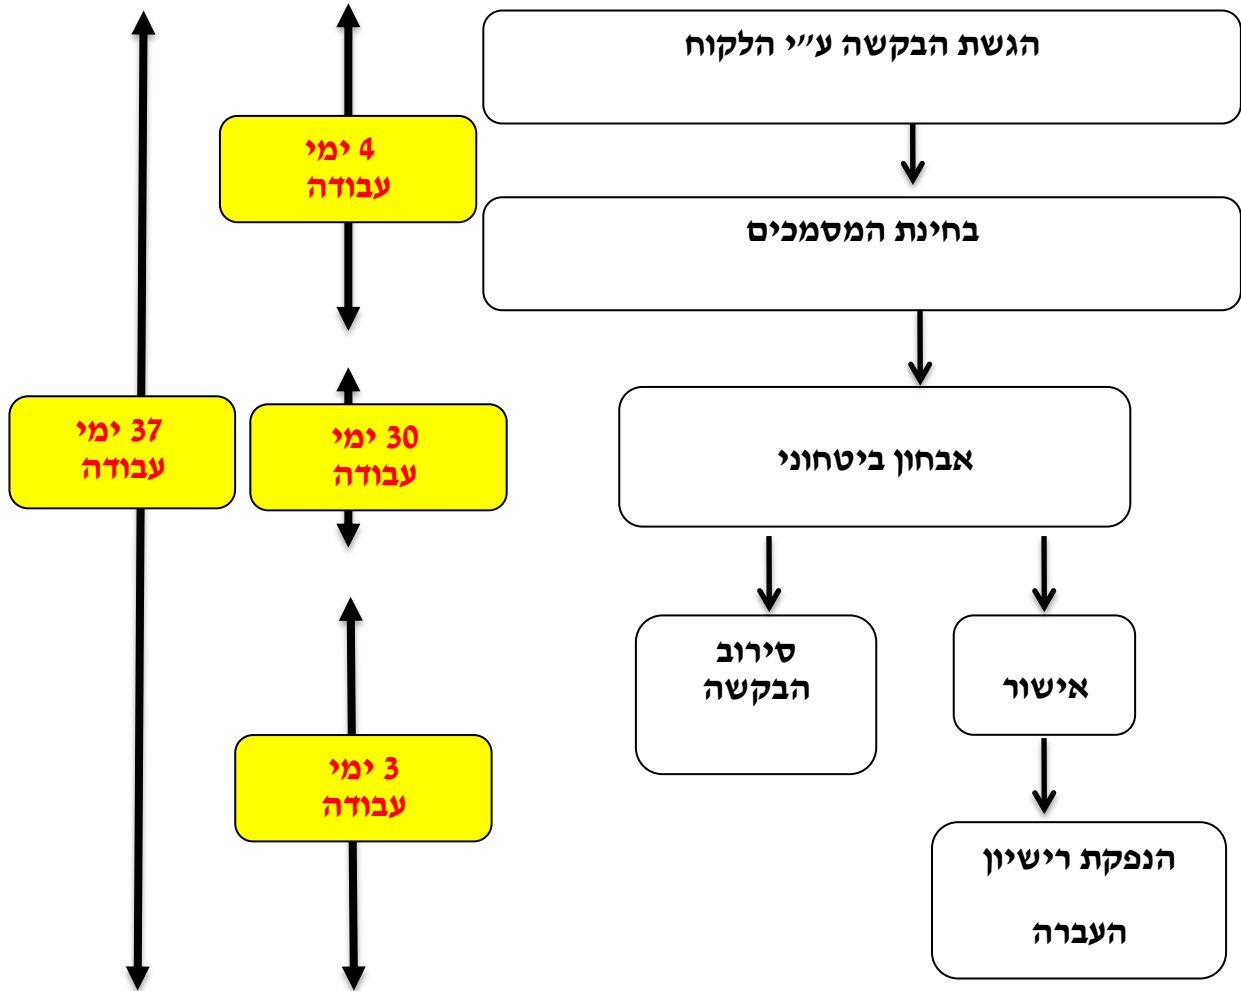 הגשת הבקשה ע״י הלקוח
4 ימי
עבודה
בחינת המסמכים
אבחון ביטחוני
30 ימי
עבודה
37 ימי
עבודה
אישור
סירוב
הבקשה
3 ימי
עבודה
הנפקת רישיון
העברה